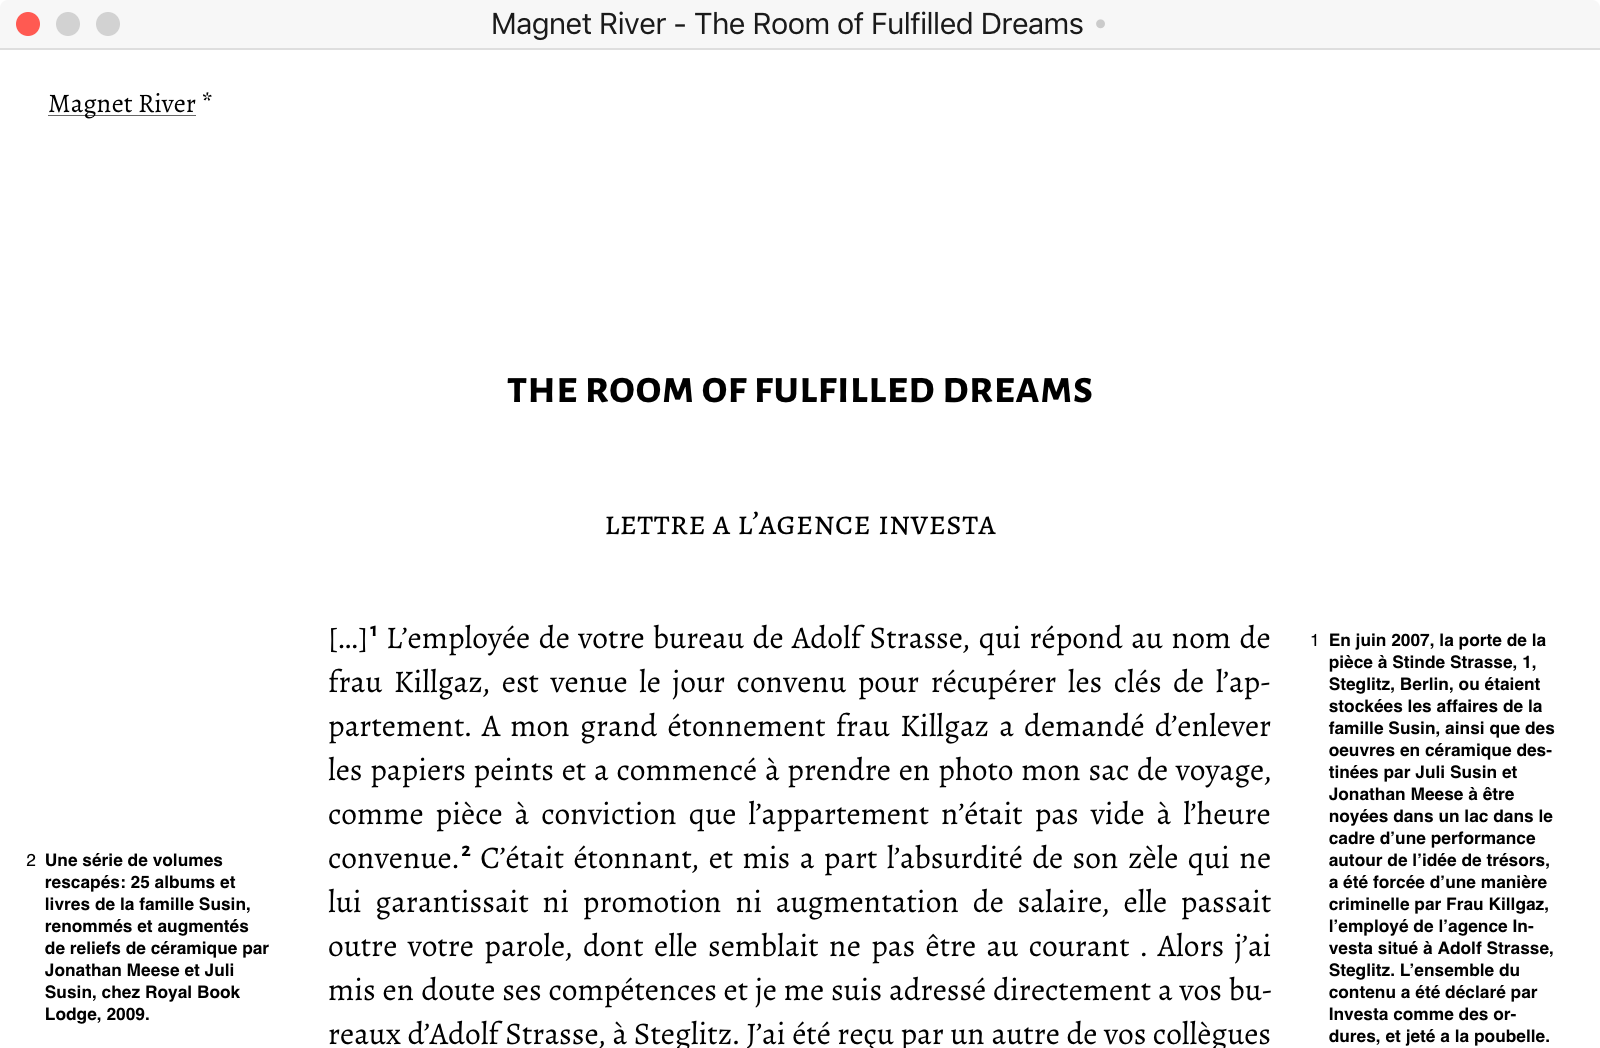 Magnet River - The Room of Fulfilled Dreams
Magnet River *
THE ROOM OF FULFILLED DREAMS
LETTRE A L’AGENCE INVESTA
[...]¹ L’employée de votre bureau de Adolf Strasse, qui répond au nom de
frau Killgaz, est venue le jour convenu pour récupérer les clés de l’ap-
partement. A mon grand étonnement frau Killgaz a demandé d’enlever
les papiers peints et a commencé à prendre en photo mon sac de voyage,
comme pièce à conviction que l’appartement n’était pas vide à l’heure
convenue.² C’était étonnant, et mis a part l’absurdité de son zèle qui ne
lui garantissait ni promotion ni augmentation de salaire, elle passait
outre votre parole, dont elle semblait ne pas être au courant . Alors j’ai
mis en doute ses compétences et je me suis adressé directement a vos bu-
reaux d’Adolf Strasse, à Steglitz. J’ai été reçu par un autre de vos collègues
1 En juin 2007, la porte de la
pièce à Stinde Strasse, 1,
Steglitz, Berlin, ou étaient
stockées les affaires de la
famille Susin, ainsi que des
oeuvres en céramique des-
tinées par Juli Susin et
Jonathan Meese à être
noyées dans un lac dans le
cadre d’une performance
autour de l’idée de trésors,
a été forcée d’une manière
criminelle par Frau Killgaz,
l’employé de l’agence In-
vesta situé à Adolf Strasse,
Steglitz. L’ensemble du
contenu a été déclaré par
Investa comme des or-
dures, et jeté a la poubelle.
2 Une série de volumes
rescapés: 25 albums et
livres de la famille Susin,
renommés et augmentés
de reliefs de céramique par
Jonathan Meese et Juli
Susin, chez Royal Book
Lodge, 2009.